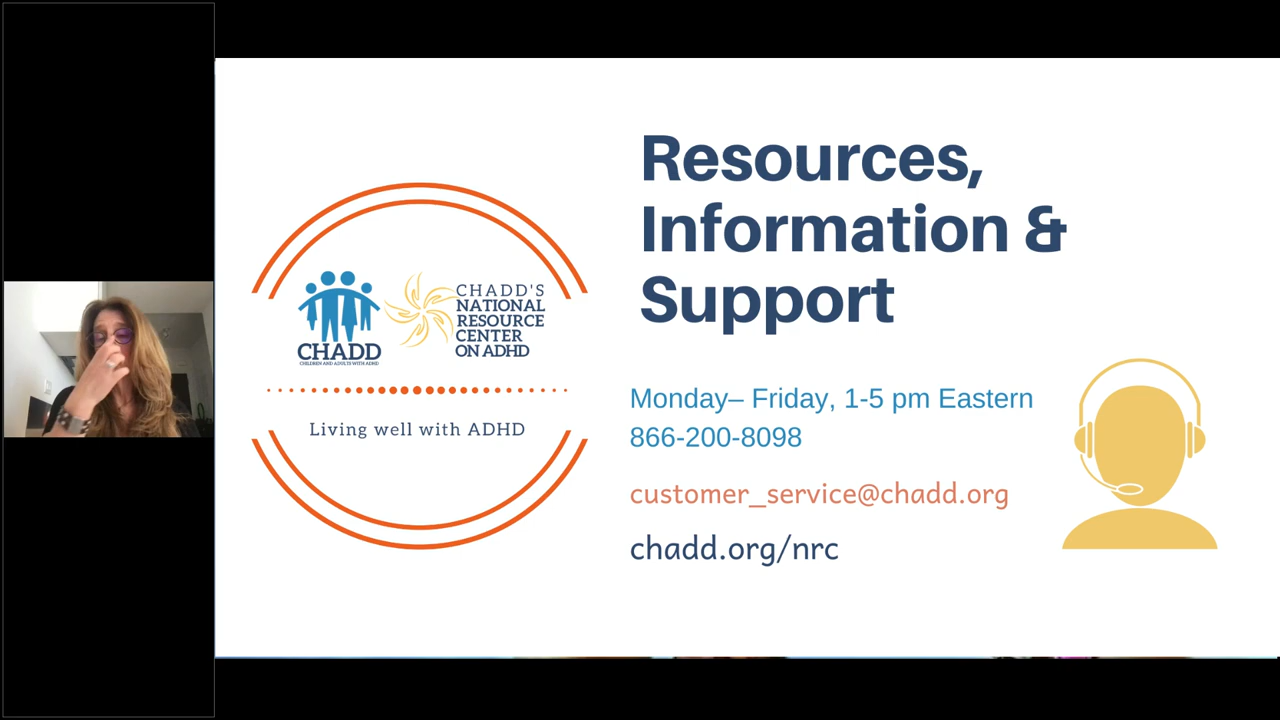 Resources,
Information &
Support
CHADD
CHILDREN AND ADULTS WITH ADHD
CHADD'S
NATIONAL
RESOURCE
CENTER
ON ADHD
Living well with ADHD
Monday– Friday, 1-5 pm Eastern
866-200-8098
customer_service@chadd.org
chadd.org/nrc